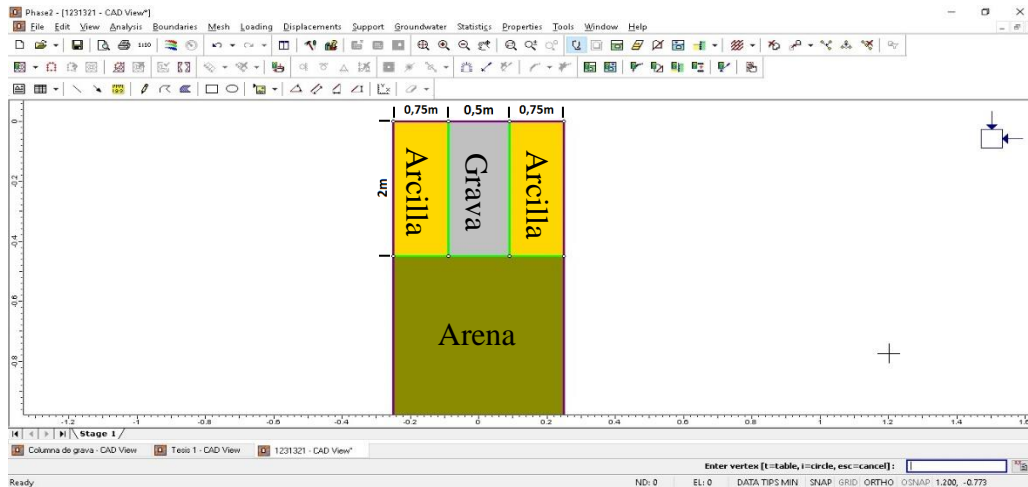 Phase2 - [1231321 - CAD View*]
File Edit View Analysis Boundaries Mesh Loading Displacements Support Groundwater Statistics Properties Tools Window Help
0,75m 0,5m 0,75m
2m
Arcilla
Grava
Arcilla
Arena
0
-0.2
-0.4
-0.6
-0.8
-1.2 -1 -0.8 -0.6 -0.4 -0.2 0 0.2 0.4 0.6 0.8 1 1.2 1.4 1.6
Stage 1
Columna de grava - CAD View Tesis 1 - CAD View 1231321 - CAD View*
Enter vertex [t=table, i=circle, esc=cancel]:
Ready ND: 0 EL: 0 DATA TIPS MIN SNAP GRID ORTHO OSNAP 1.200, -0.773